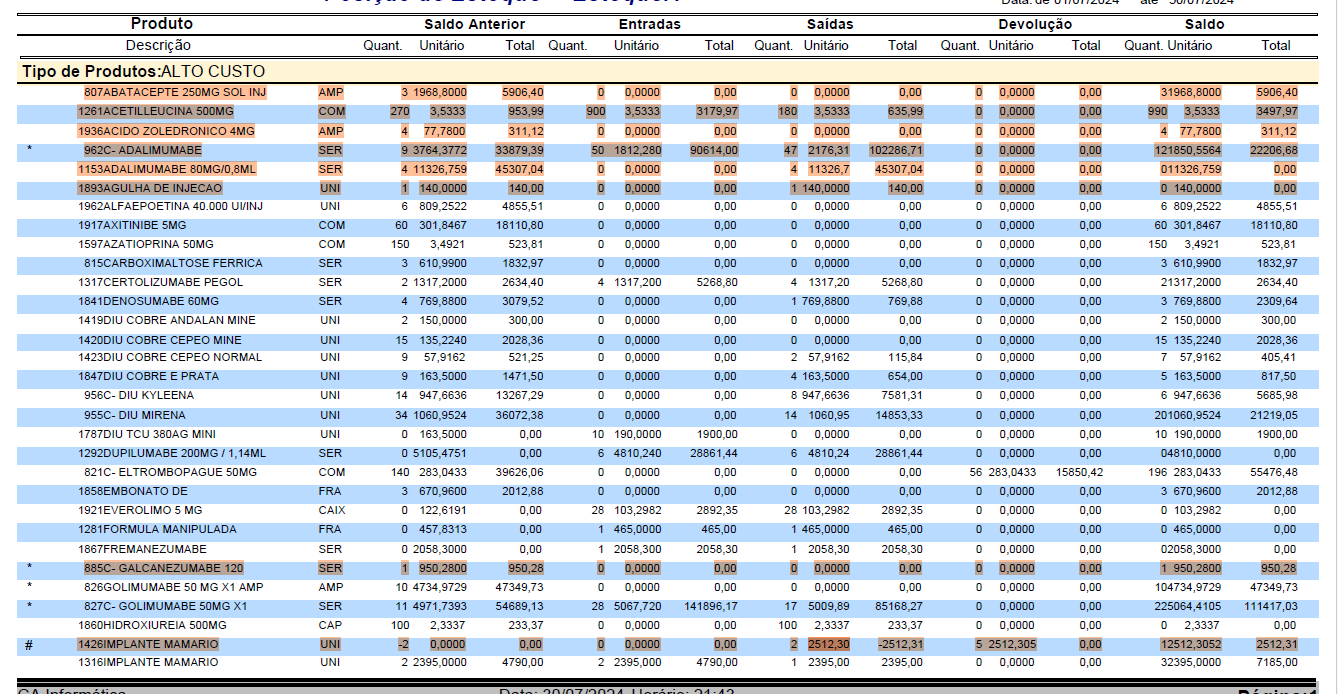 Data: de 01/07/2024 até 30/07/2024
Produto Saldo Anterior Entradas Saídas Devolução Saldo
Descrição Quant. Unitário Total Quant. Unitário Total Quant. Unitário Total Quant. Unitário Total Quant. Unitário Total
Tipo de Produtos:ALTO CUSTO
807ABATACEPTE 250MG SOL INJ AMP 3 1968,8000 5906,40 0 0,0000 0,00 0 0,0000 0,00 0 0,0000 0,00 31968,8000 5906,40
1261ACETILLEUCINA 500MG COM 270 3,5333 953,99 900 3,5333 3179,97 180 3,5333 635,99 0 0,0000 0,00 990 3,5333 3497,97
1936ACIDO ZOLEDRONICO 4MG AMP 4 77,7800 311,12 0 0,0000 0,00 0 0,0000 0,00 0 0,0000 0,00 4 77,7800 311,12
* 962C- ADALIMUMABE SER 9 3764,3772 33879,39 50 1812,280 90614,00 47 2176,31 102286,71 0 0,0000 0,00 121850,5564 22206,68
1153ADALIMUMABE 80MG/0,8ML SER 4 11326,759 45307,04 0 0,0000 0,00 4 11326,7 45307,04 0 0,0000 0,00 011326,759 0,00
1893AGULHA DE INJECAO UNI 1 140,0000 140,00 0 0,0000 0,00 1 140,0000 140,00 0 0,0000 0,00 0 140,0000 0,00
1962ALFAEPOETINA 40.000 UI/INJ UNI 6 809,2522 4855,51 0 0,0000 0,00 0 0,0000 0,00 0 0,0000 0,00 6 809,2522 4855,51
1917AXITINIBE 5MG COM 60 301,8467 18110,80 0 0,0000 0,00 0 0,0000 0,00 0 0,0000 0,00 60 301,8467 18110,80
1597AZATIOPRINA 50MG COM 150 3,4921 523,81 0 0,0000 0,00 0 0,0000 0,00 0 0,0000 0,00 150 3,4921 523,81
815CARBOXIMALTOSE FERRICA SER 3 610,9900 1832,97 0 0,0000 0,00 0 0,0000 0,00 0 0,0000 0,00 3 610,9900 1832,97
1317CERTOLIZUMABE PEGOL SER 2 1317,2000 2634,40 4 1317,200 5268,80 4 1317,20 5268,80 0 0,0000 0,00 21317,2000 2634,40
1841DENOSUMABE 60MG SER 4 769,8800 3079,52 0 0,0000 0,00 1 769,8800 769,88 0 0,0000 0,00 3 769,8800 2309,64
1419DIU COBRE ANDALAN MINE UNI 2 150,0000 300,00 0 0,0000 0,00 0 0,0000 0,00 0 0,0000 0,00 2 150,0000 300,00
1420DIU COBRE CEPEO MINE UNI 15 135,2240 2028,36 0 0,0000 0,00 0 0,0000 0,00 0 0,0000 0,00 15 135,2240 2028,36
1423DIU COBRE CEPEO NORMAL UNI 9 57,9162 521,25 0 0,0000 0,00 2 57,9162 115,84 0 0,0000 0,00 7 57,9162 405,41
1847DIU COBRE E PRATA UNI 9 163,5000 1471,50 0 0,0000 0,00 4 163,5000 654,00 0 0,0000 0,00 5 163,5000 817,50
956C- DIU KYLEENA UNI 14 947,6636 13267,29 0 0,0000 0,00 8 947,6636 7581,31 0 0,0000 0,00 6 947,6636 5685,98
955C- DIU MIRENA UNI 34 1060,9524 36072,38 0 0,0000 0,00 14 1060,95 14853,33 0 0,0000 0,00 201060,9524 21219,05
1787DIU TCU 380AG MINI UNI 0 163,5000 0,00 10 190,0000 1900,00 0 0,0000 0,00 0 0,0000 0,00 10 190,0000 1900,00
1292DUPILUMABE 200MG / 1,14ML SER 0 5105,4751 0,00 6 4810,240 28861,44 6 4810,24 28861,44 0 0,0000 0,00 04810,0000 0,00
821C- ELTROMBOPAGUE 50MG COM 140 283,0433 39626,06 0 0,0000 0,00 0 0,0000 0,00 56 283,0433 15850,42 196 283,0433 55476,48
1858EMBONATO DE FRA 3 670,9600 2012,88 0 0,0000 0,00 0 0,0000 0,00 0 0,0000 0,00 3 670,9600 2012,88
1921EVEROLIMO 5 MG CAIX 0 122,6191 0,00 28 103,2982 2892,35 28 103,2982 2892,35 0 0,0000 0,00 0 103,2982 0,00
1281FORMULA MANIPULADA FRA 0 457,8313 0,00 1 465,0000 465,00 1 465,0000 465,00 0 0,0000 0,00 0 465,0000 0,00
1867FREMANEZUMABE SER 0 2058,3000 0,00 1 2058,300 2058,30 1 2058,30 2058,30 0 0,0000 0,00 02058,3000 0,00
* 885C- GALCANEZUMABE 120 SER 1 950,2800 950,28 0 0,0000 0,00 0 0,0000 0,00 0 0,0000 0,00 1 950,2800 950,28
* 826GOLIMUMABE 50 MG X1 AMP AMP 10 4734,9729 47349,73 0 0,0000 0,00 0 0,0000 0,00 0 0,0000 0,00 104734,9729 47349,73
* 827C- GOLIMUMABE 50MG X1 SER 11 4971,7393 54689,13 28 5067,720 141896,17 17 5009,89 85168,27 0 0,0000 0,00 225064,4105 111417,03
1860HIDROXIUREIA 500MG CAP 100 2,3337 233,37 0 0,0000 0,00 100 2,3337 233,37 0 0,0000 0,00 0 2,3337 0,00
# 1426IMPLANTE MAMARIO UNI -2 0,0000 0,00 0 0,0000 0,00 2 2512,30 -2512,31 5 2512,305 0,00 12512,3052 2512,31
1316IMPLANTE MAMARIO UNI 2 2395,0000 4790,00 2 2395,000 4790,00 1 2395,00 2395,00 0 0,0000 0,00 32395,0000 7185,00